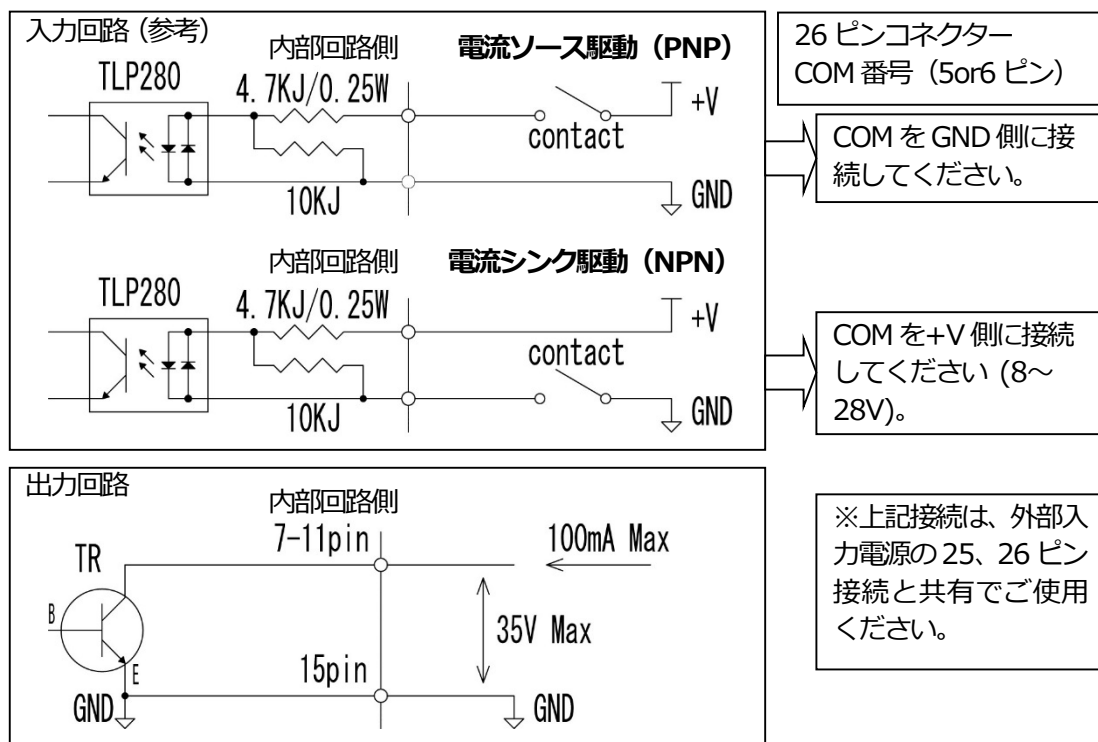 入力回路 (参考)
内部回路側
電流ソース駆動（PNP）
TLP280
4.7KJ/0.25W
+V
contact
10KJ
GND
内部回路側
電流シンク駆動（NPN）
TLP280
4.7KJ/0.25W
+V
contact
10KJ
GND
26 ピンコネクター
COM 番号（5or6 ピン）
COM を GND 側に接
続してください。
COM を+V 側に接続
してください (8～
28V)。
出力回路
内部回路側
7-11pin
100mA Max
TR
B
35V Max
E
15pin
GND
GND
※上記接続は、外部入
力電源の 25、26 ピン
接続と共有でご使用
ください。